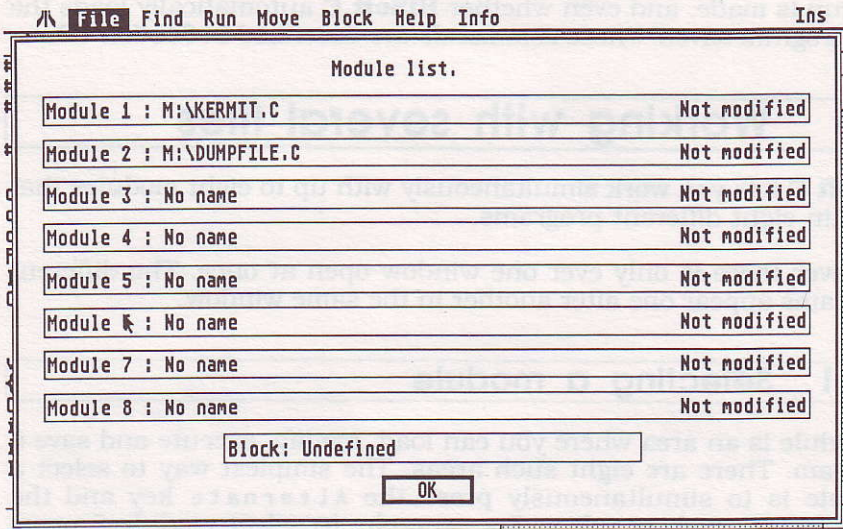 File Find Run Move Block Help Info Ins
Module list.
Module 1 : M:\KERMIT.C Not modified
Module 2 : M:\DUMPFILE.C Not modified
Module 3 : No name Not modified
Module 4 : No name Not modified
Module 5 : No name Not modified
Module : No name Not modified
Module 7 : No name Not modified
Module 8 : No name Not modified
Block: Undefined
OK